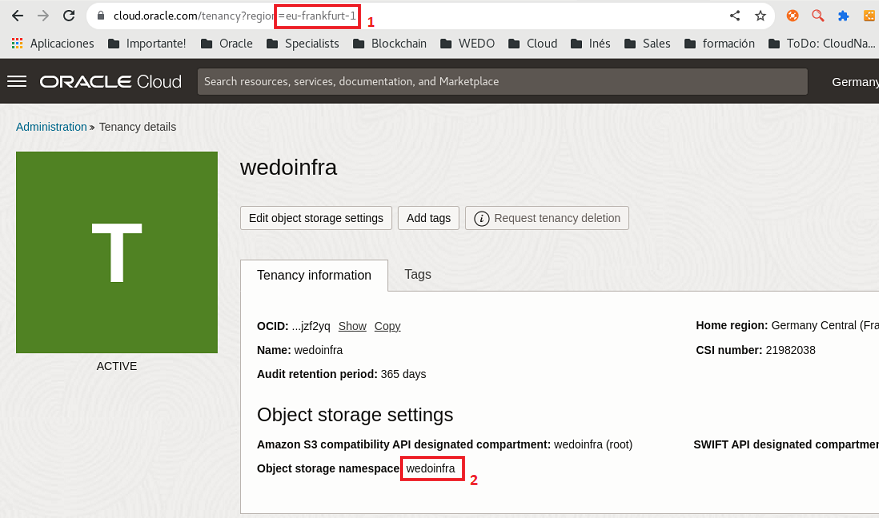 cloud.oracle.com/tenancy?region=eu-frankfurt-1
1
Aplicaciones Importante! Oracle Specialists Blockchain WEDO Cloud Inés Sales formación ToDo: CloudNa...
ORACLE Cloud Search resources, services, documentation, and Marketplace Germany
Administration » Tenancy details
T
ACTIVE
wedoinfra
Edit object storage settings Add tags i Request tenancy deletion
Tenancy information Tags
OCID: ...jzf2yq Show Copy Home region: Germany Central (Fra
Name: wedoinfra CSI number: 21982038
Audit retention period: 365 days
Object storage settings
Amazon S3 compatibility API designated compartment: wedoinfra (root) SWIFT API designated compartmen
Object storage namespace wedoinfra
2